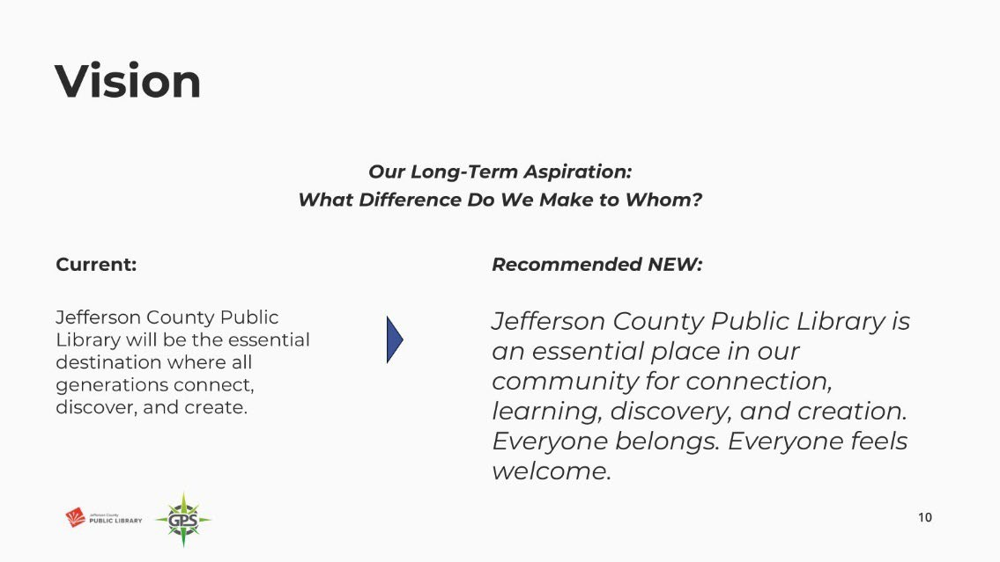 Vision
Our Long-Term Aspiration:
What Difference Do We Make to Whom?
Current:
Jefferson County Public
Library will be the essential
destination where all
generations connect,
discover, and create.
Recommended NEW:
Jefferson County Public Library is
an essential place in our
community for connection,
learning, discovery, and creation.
Everyone belongs. Everyone feels
welcome.
Jefferson County
PUBLIC LIBRARY
GPS
10